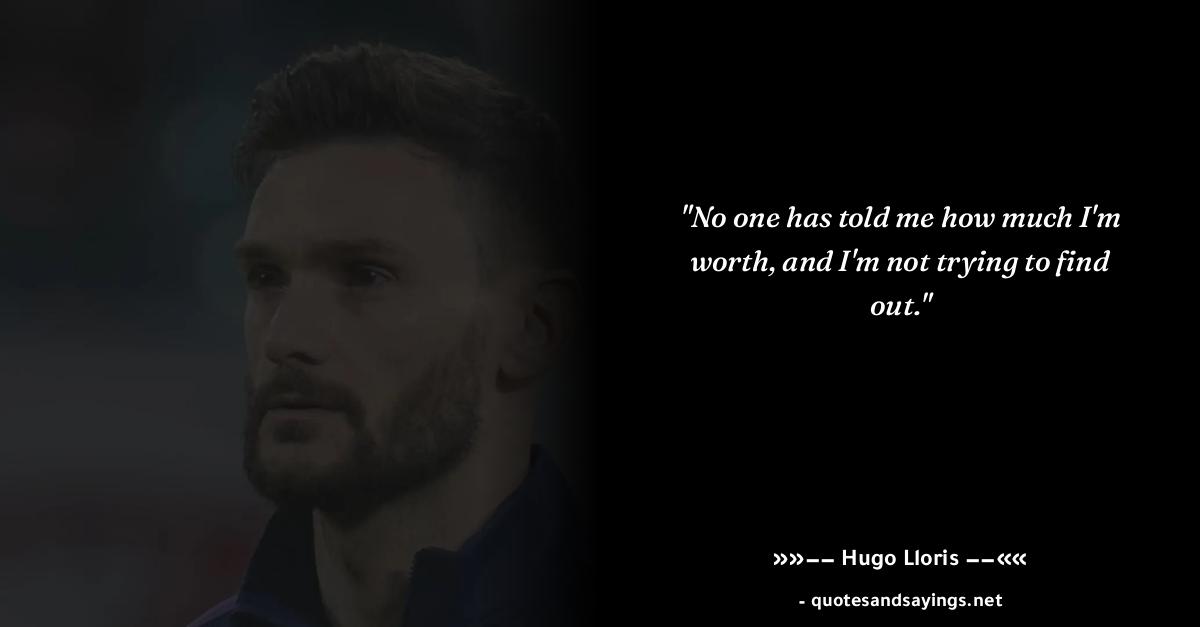 "No one has told me how much I'm
worth, and I'm not trying to find
out."
»»−− Hugo Lloris −−««
- quotesandsayings.net